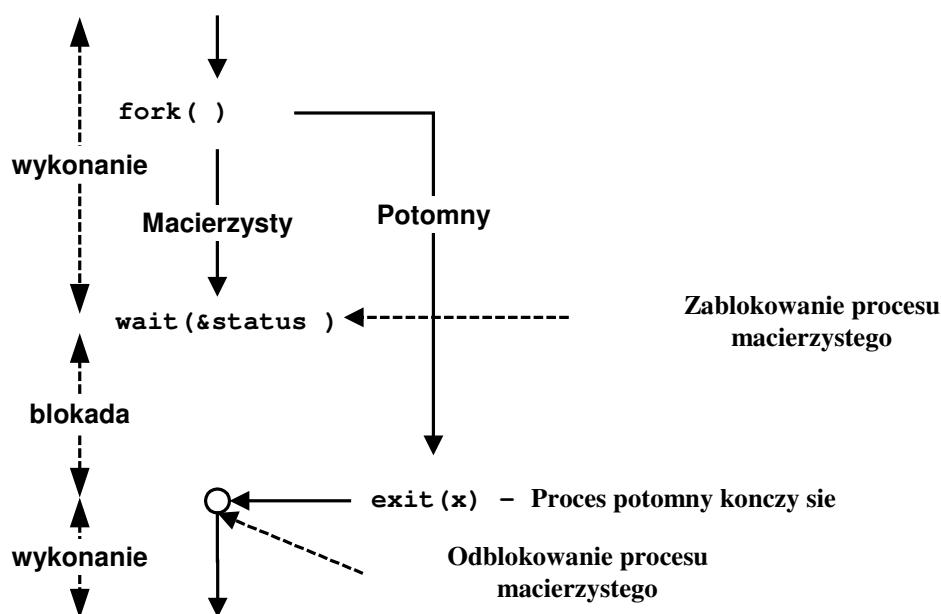 fork( )
wykonanie
Macierzysty
Potomny
wait(&status )
Zablokowanie procesu
macierzystego
blokada
exit(x) – Proces potomny konczy sie
wykonanie
Odblokowanie procesu
macierzystego